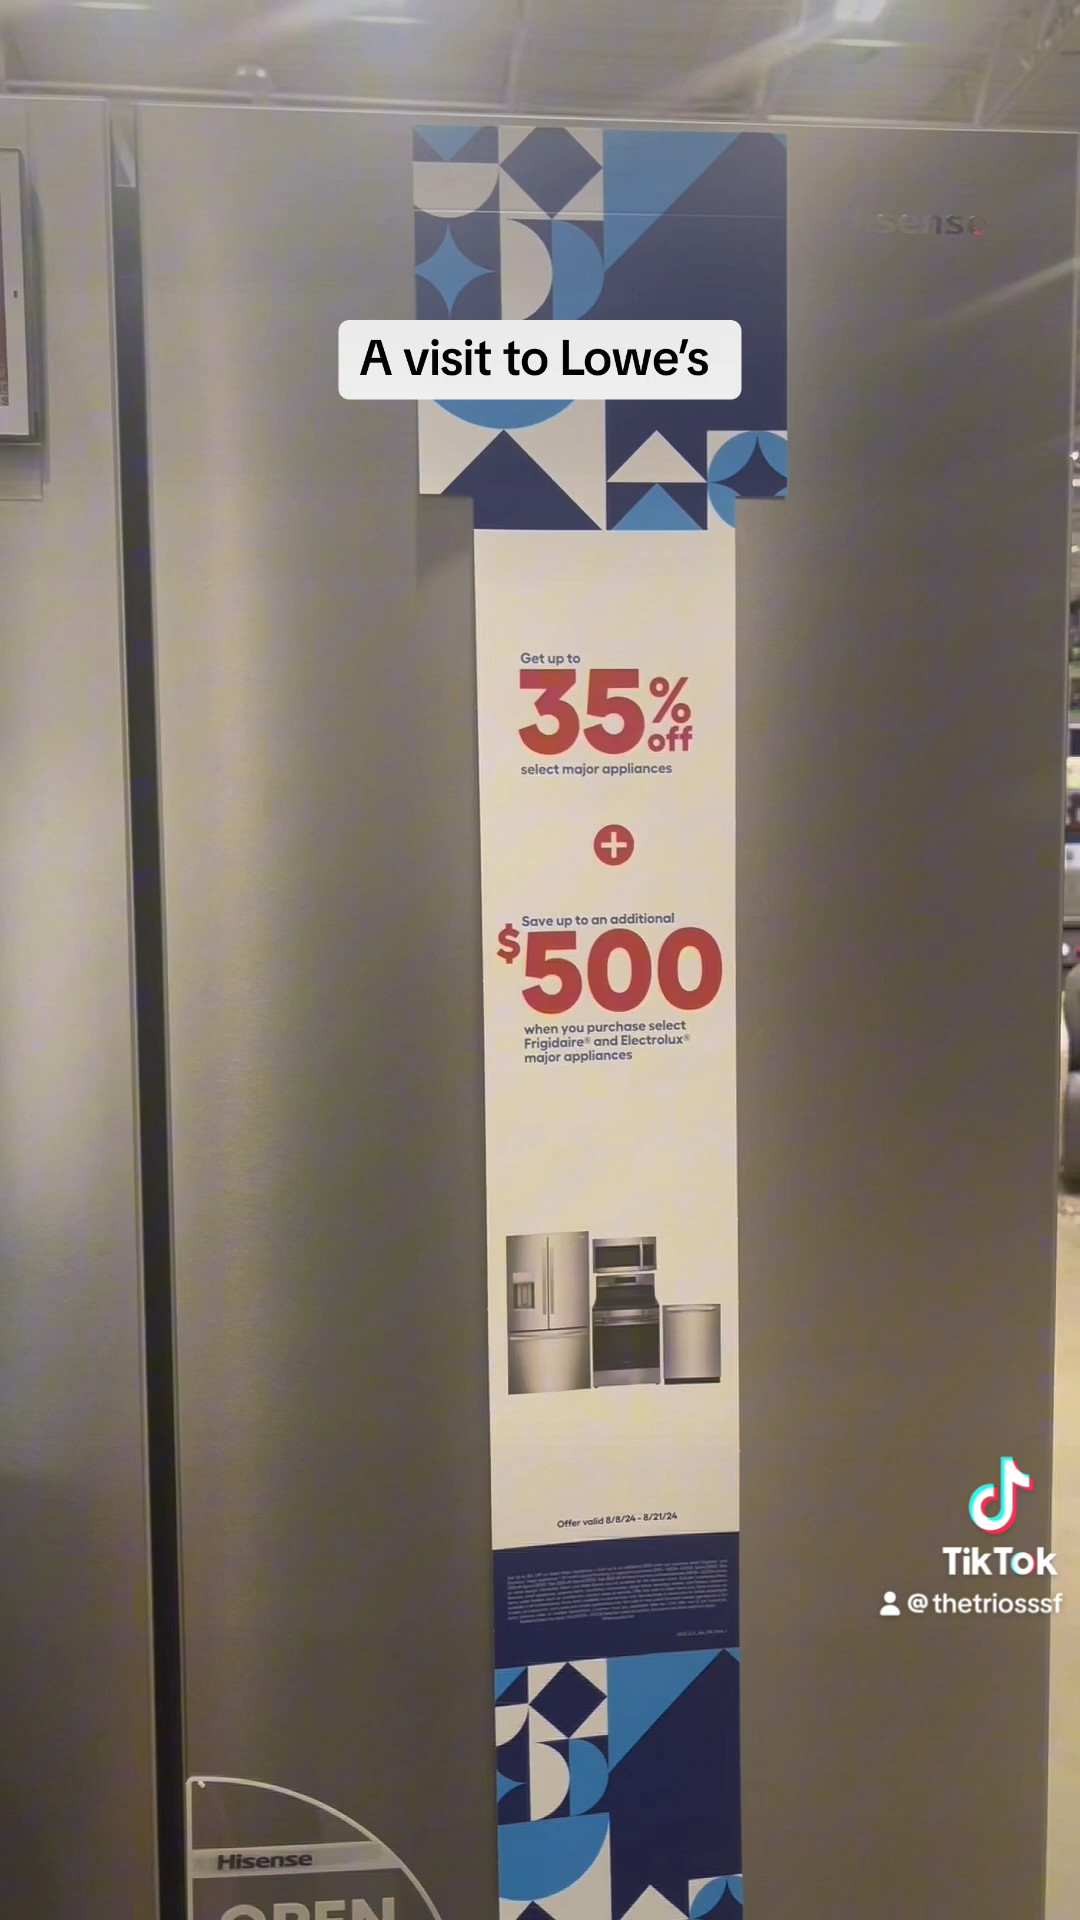 A visit to Lowe's
Get up to
35%
off
select major appliances
Save up to an additional
$500
when you purchase select
Frigidaire® and Electrolux®
major appliances
Offer valid 8/8/24 - 8/21/24
TikTok
@thetriosssf
Hisense
OPEN